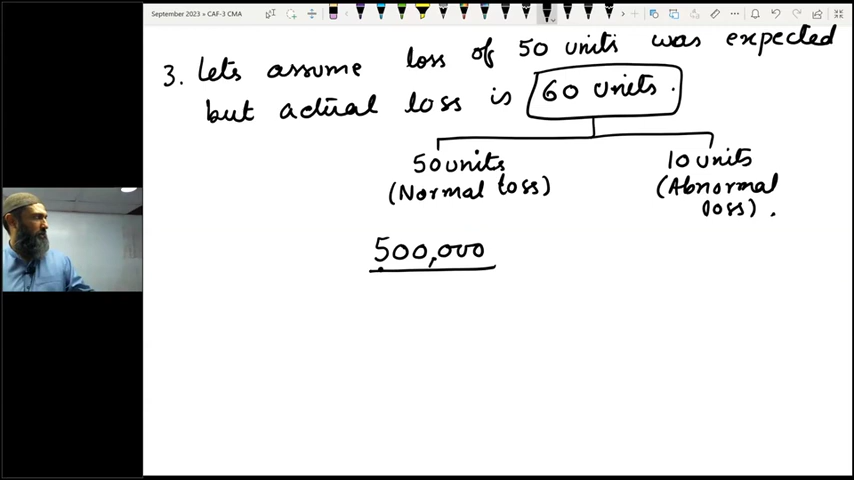 September 2023 • CAF-3 CMA
3. Lets assume loss of 50 units was expected
but actual loss is 60 units.
50 units 10 units
(Normal loss) (Abnormal
loss).
500,000